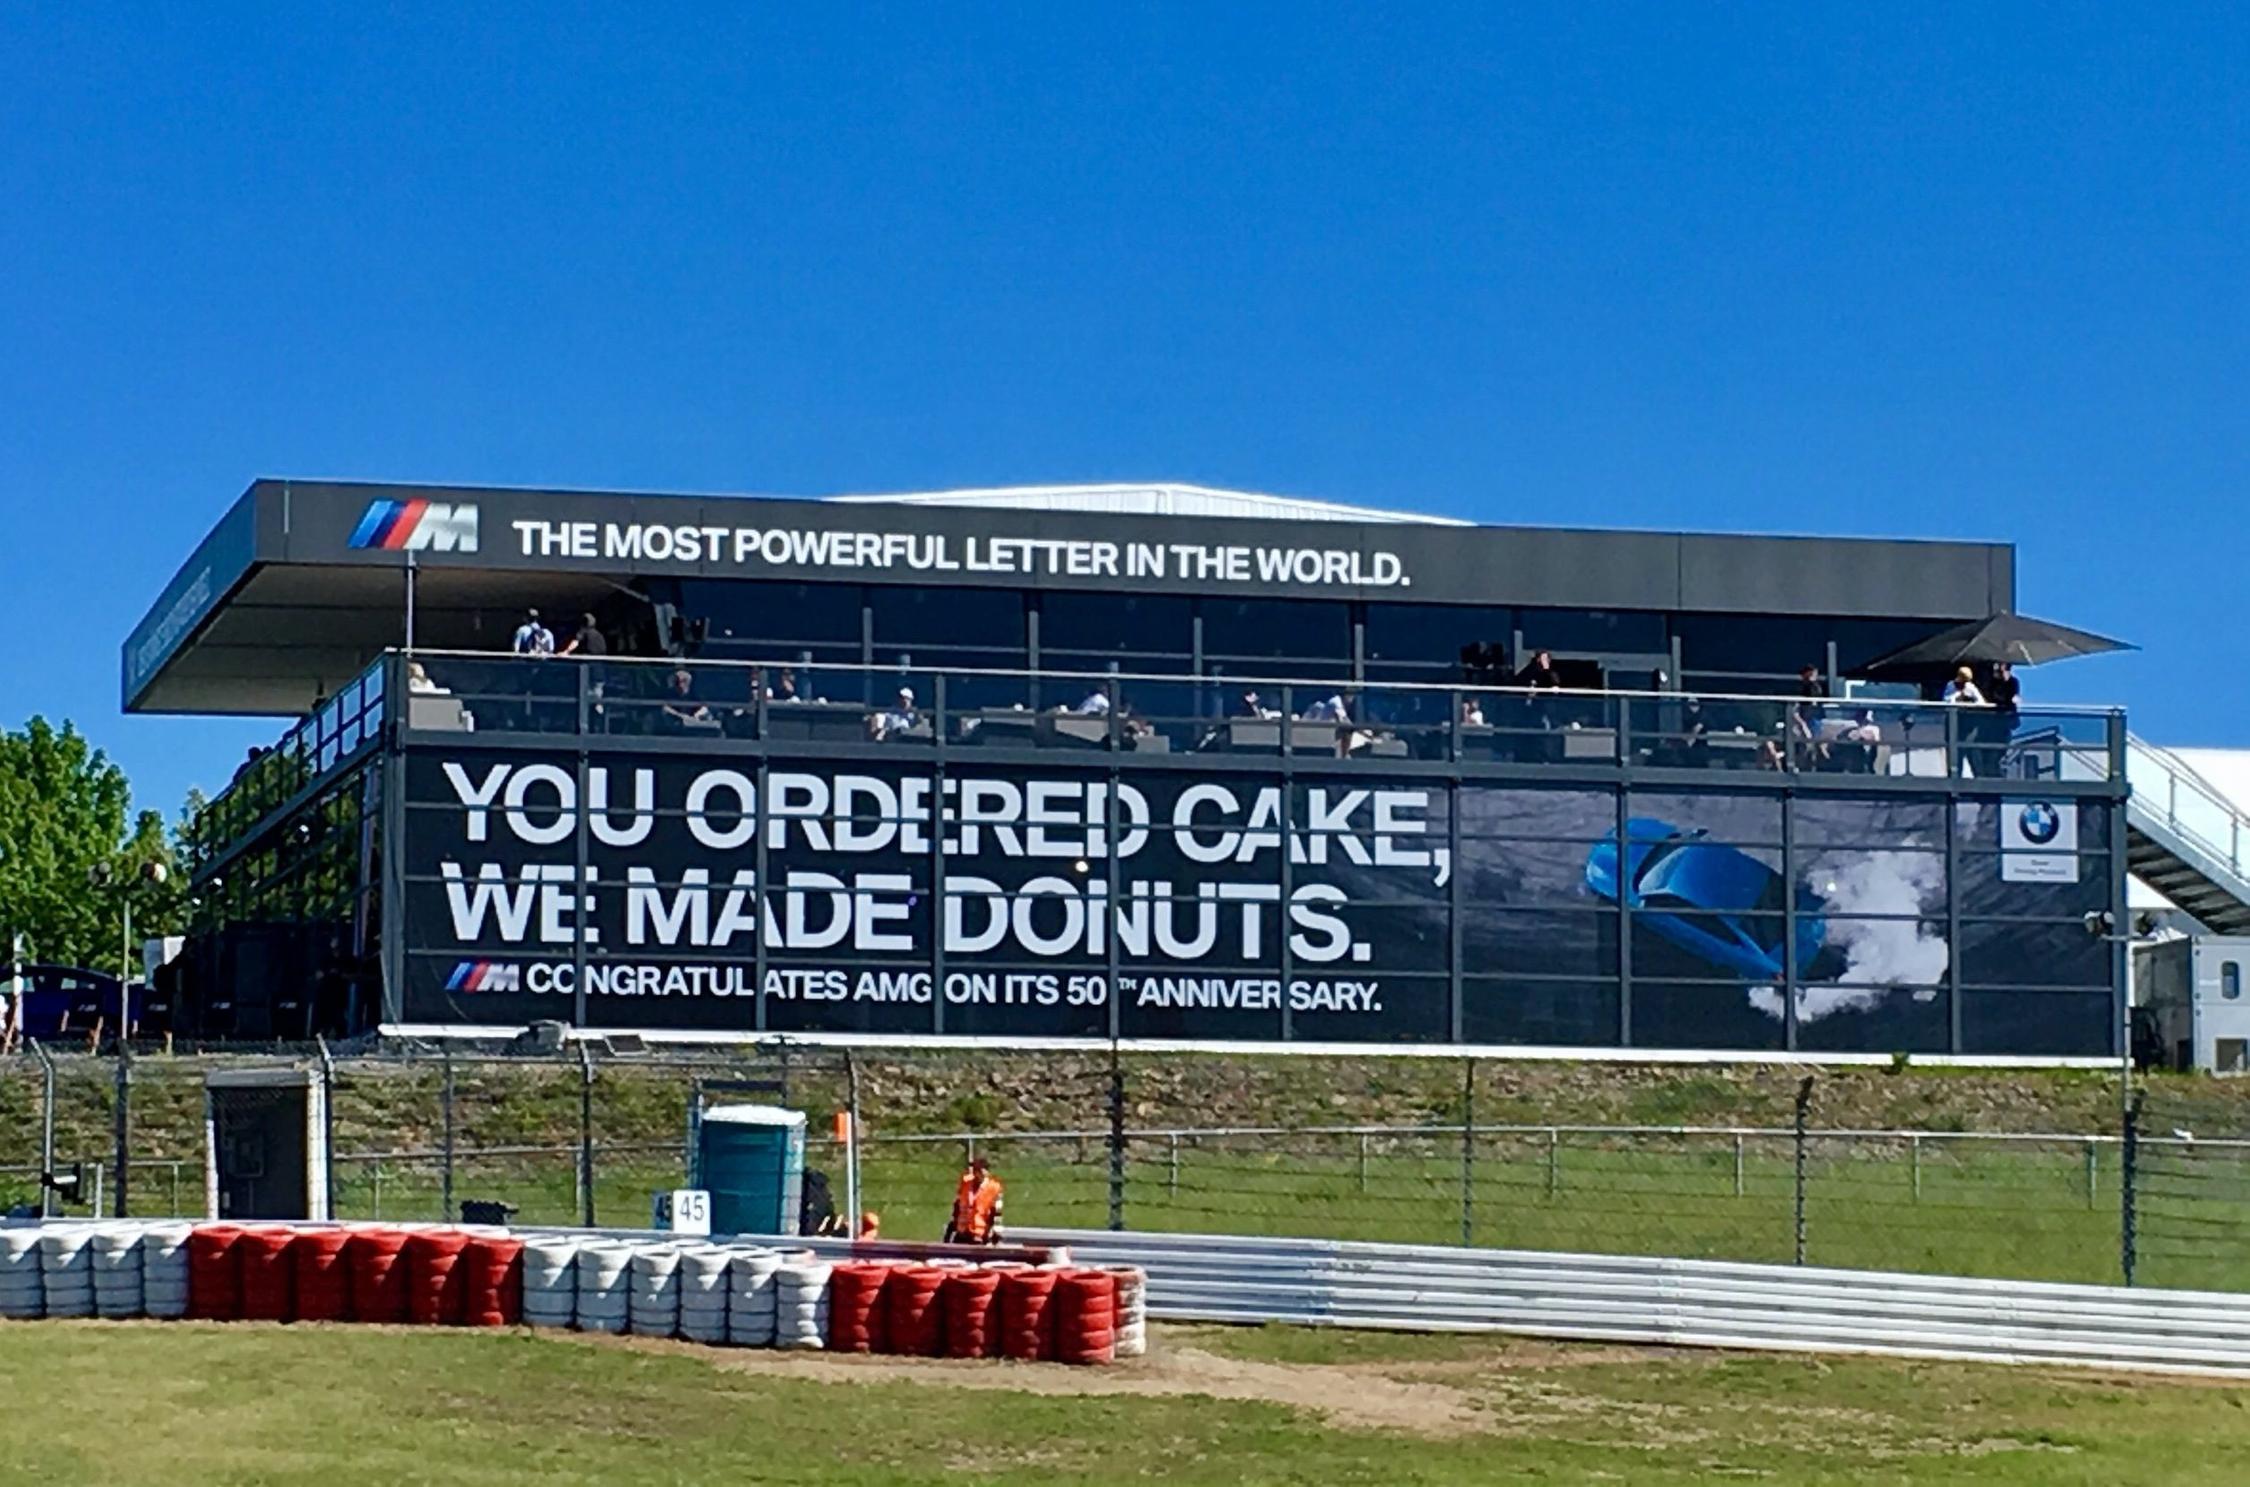 M THE MOST POWERFUL LETTER IN THE WORLD.
YOU ORDERED CAKE,
WE MADE DONUTS.
M CONGRATULATES AMG ON ITS 50TH ANNIVERSARY.
45 45